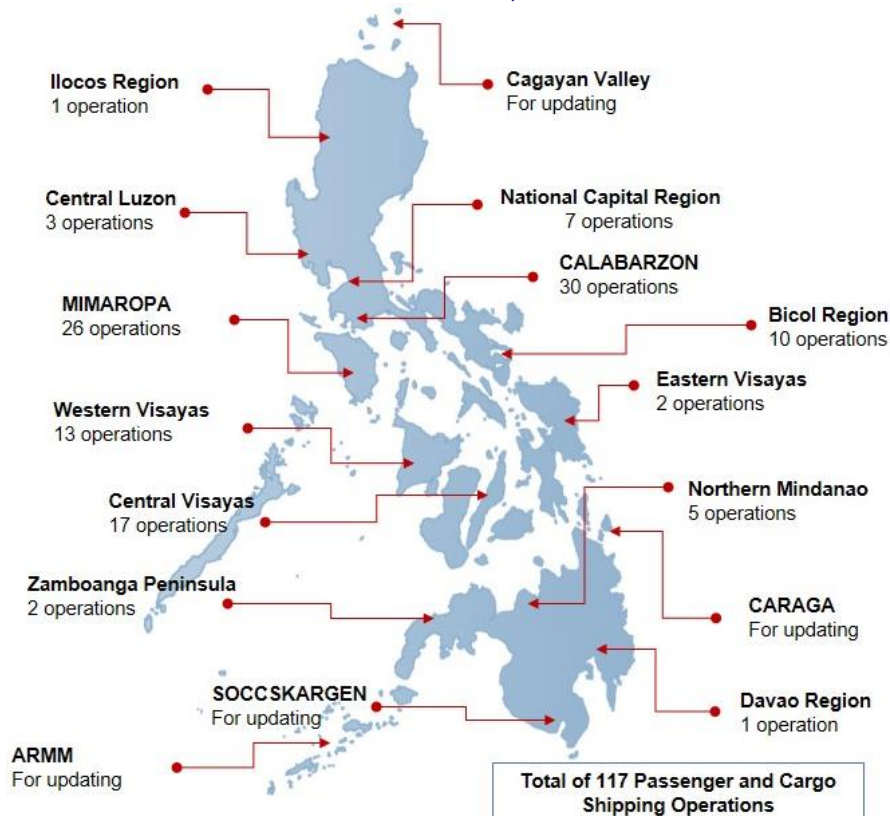 Ilocos Region
1 operation
Cagayan Valley
For updating
Central Luzon
3 operations
National Capital Region
7 operations
CALABARZON
30 operations
MIMAROPA
26 operations
Bicol Region
10 operations
Eastern Visayas
2 operations
Western Visayas
13 operations
Central Visayas
17 operations
Northern Mindanao
5 operations
Zamboanga Peninsula
2 operations
CARAGA
For updating
SOCCSKARGEN
For updating
Davao Region
1 operation
ARMM
For updating
Total of 117 Passenger and Cargo
Shipping Operations